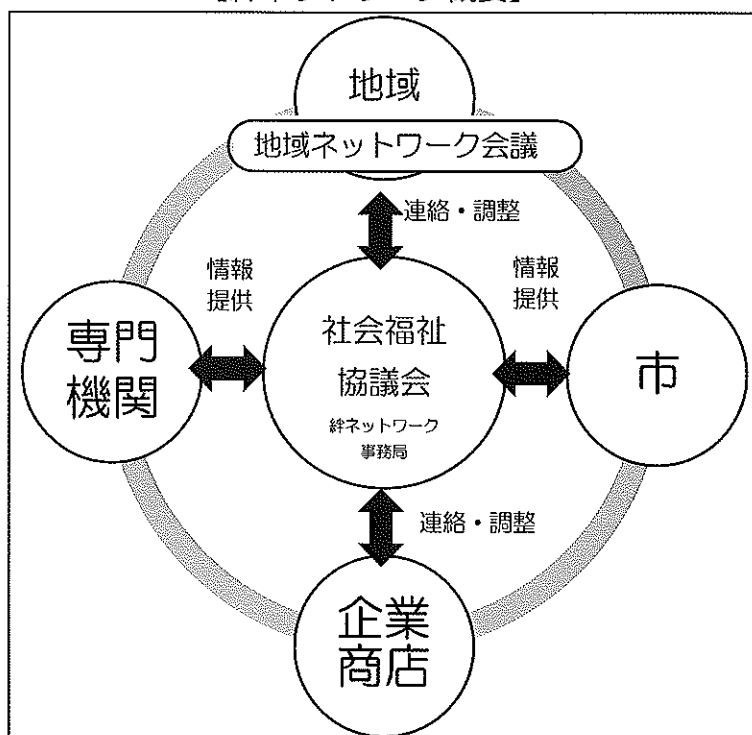 地域
地域ネットワーク会議
連絡・調整
情報
提供
情報
提供
専門
機関
社会福祉
協議会
絆ネットワーク
事務局
市
連絡・調整
企業
商店